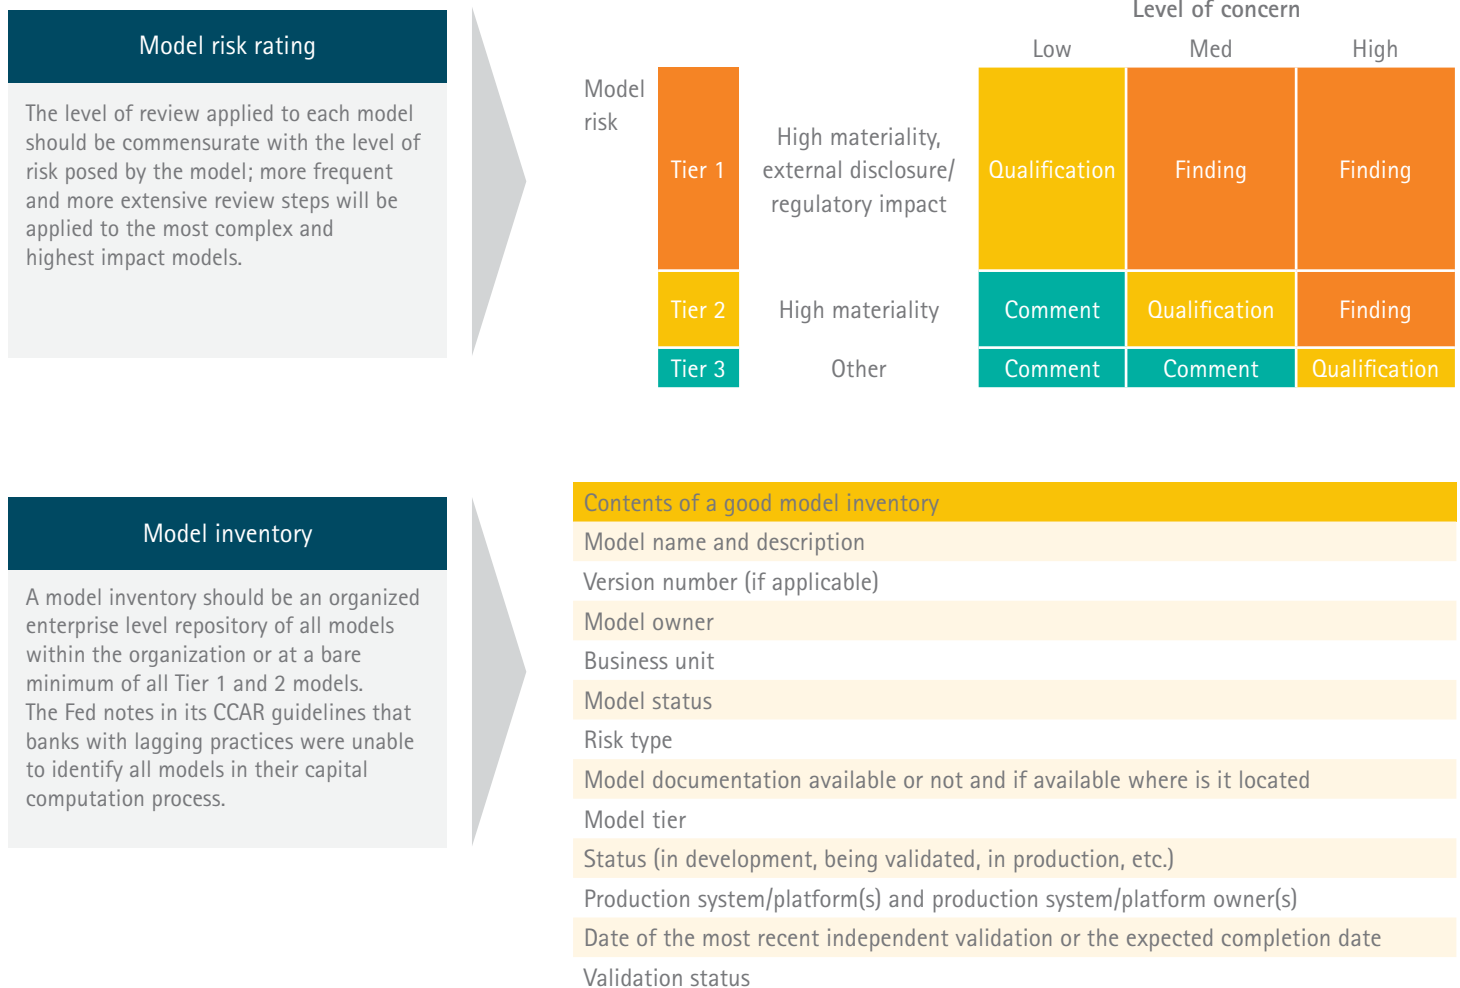 Model risk rating
The level of review applied to each model
should be commensurate with the level of
risk posed by the model; more frequent
and more extensive review steps will be
applied to the most complex and
highest impact models.
Level of concern
Low Med High
Model
risk
Tier 1
High materiality,
external disclosure/
regulatory impact
Qualification Finding Finding
Tier 2 High materiality Comment Qualification Finding
Tier 3 Other Comment Comment Qualification
Model inventory
A model inventory should be an organized
enterprise level repository of all models
within the organization or at a bare
minimum of all Tier 1 and 2 models.
The Fed notes in its CCAR guidelines that
banks with lagging practices were unable
to identify all models in their capital
computation process.
Contents of a good model inventory
Model name and description
Version number (if applicable)
Model owner
Business unit
Model status
Risk type
Model documentation available or not and if available where is it located
Model tier
Status (in development, being validated, in production, etc.)
Production system/platform(s) and production system/platform owner(s)
Date of the most recent independent validation or the expected completion date
Validation status